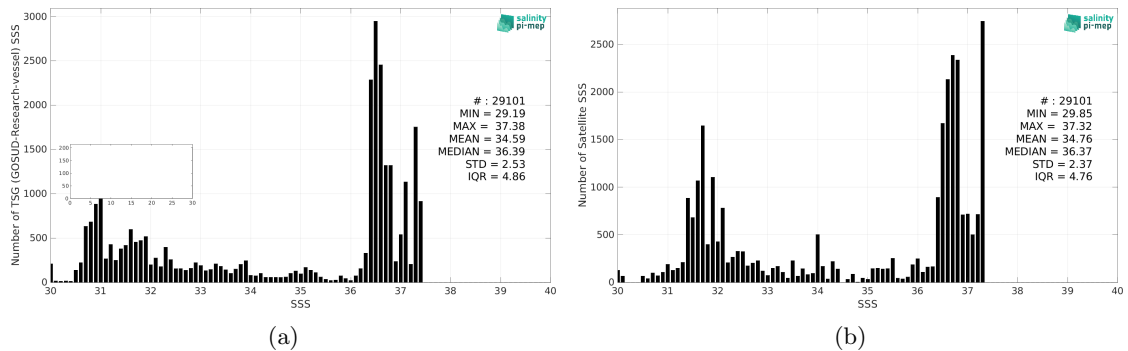 salinity
pi-mep
Number of TSG (GOSUD-Research-vessel) SSS
3000
2500
2000
1500
1000
500
0
# : 29101
MIN = 29.19
MAX = 37.38
MEAN = 34.59
MEDIAN = 36.39
STD = 2.53
IQR = 4.86
200
150
100
50
0
0 5 10 15 20 25 30
30 31 32 33 34 35 36 37 38 39 40
SSS
(a)
salinity
pi-mep
Number of Satellite SSS
2500
2000
1500
1000
500
0
# : 29101
MIN = 29.85
MAX = 37.32
MEAN = 34.76
MEDIAN = 36.37
STD = 2.37
IQR = 4.76
30 31 32 33 34 35 36 37 38 39 40
SSS
(b)